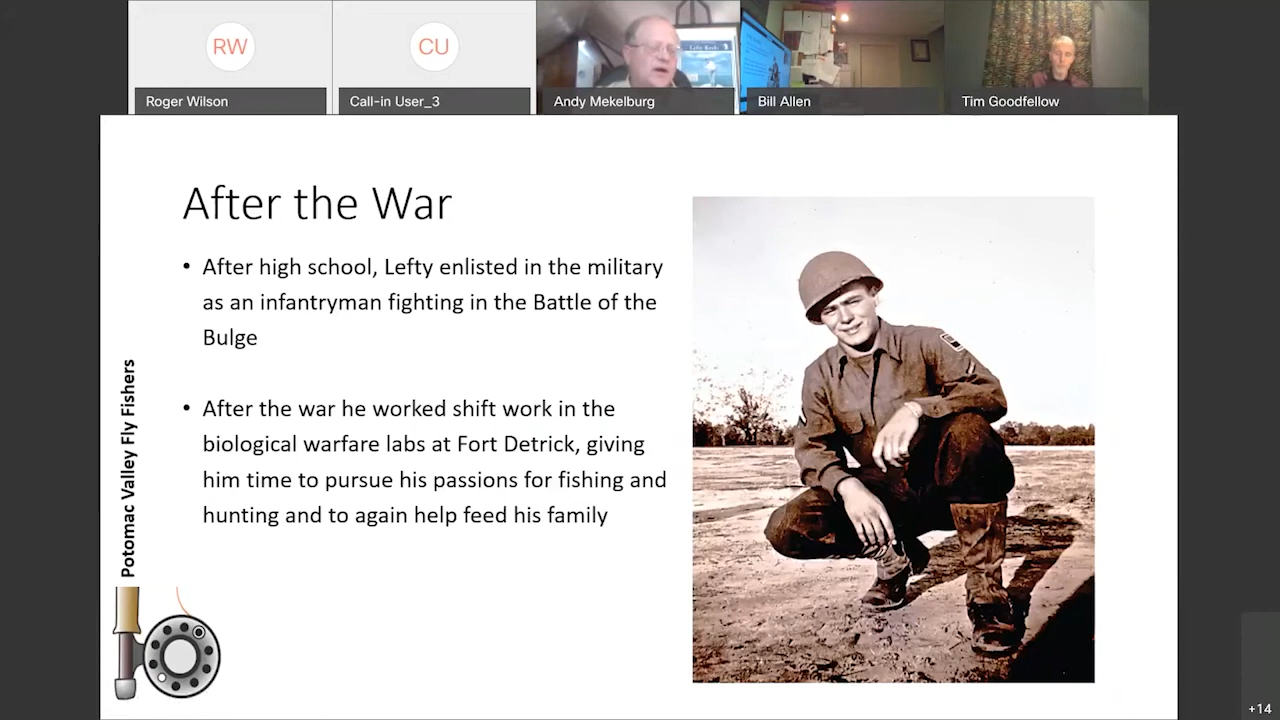 RW
CU
Roger Wilson
Call-in User_3
Andy Mekelburg
Bill Allen
Tim Goodfellow
After the War
• After high school, Lefty enlisted in the military
as an infantryman fighting in the Battle of the
Bulge
• After the war he worked shift work in the
biological warfare labs at Fort Detrick, giving
him time to pursue his passions for fishing and
hunting and to again help feed his family
Potomac Valley Fly Fishers
+14